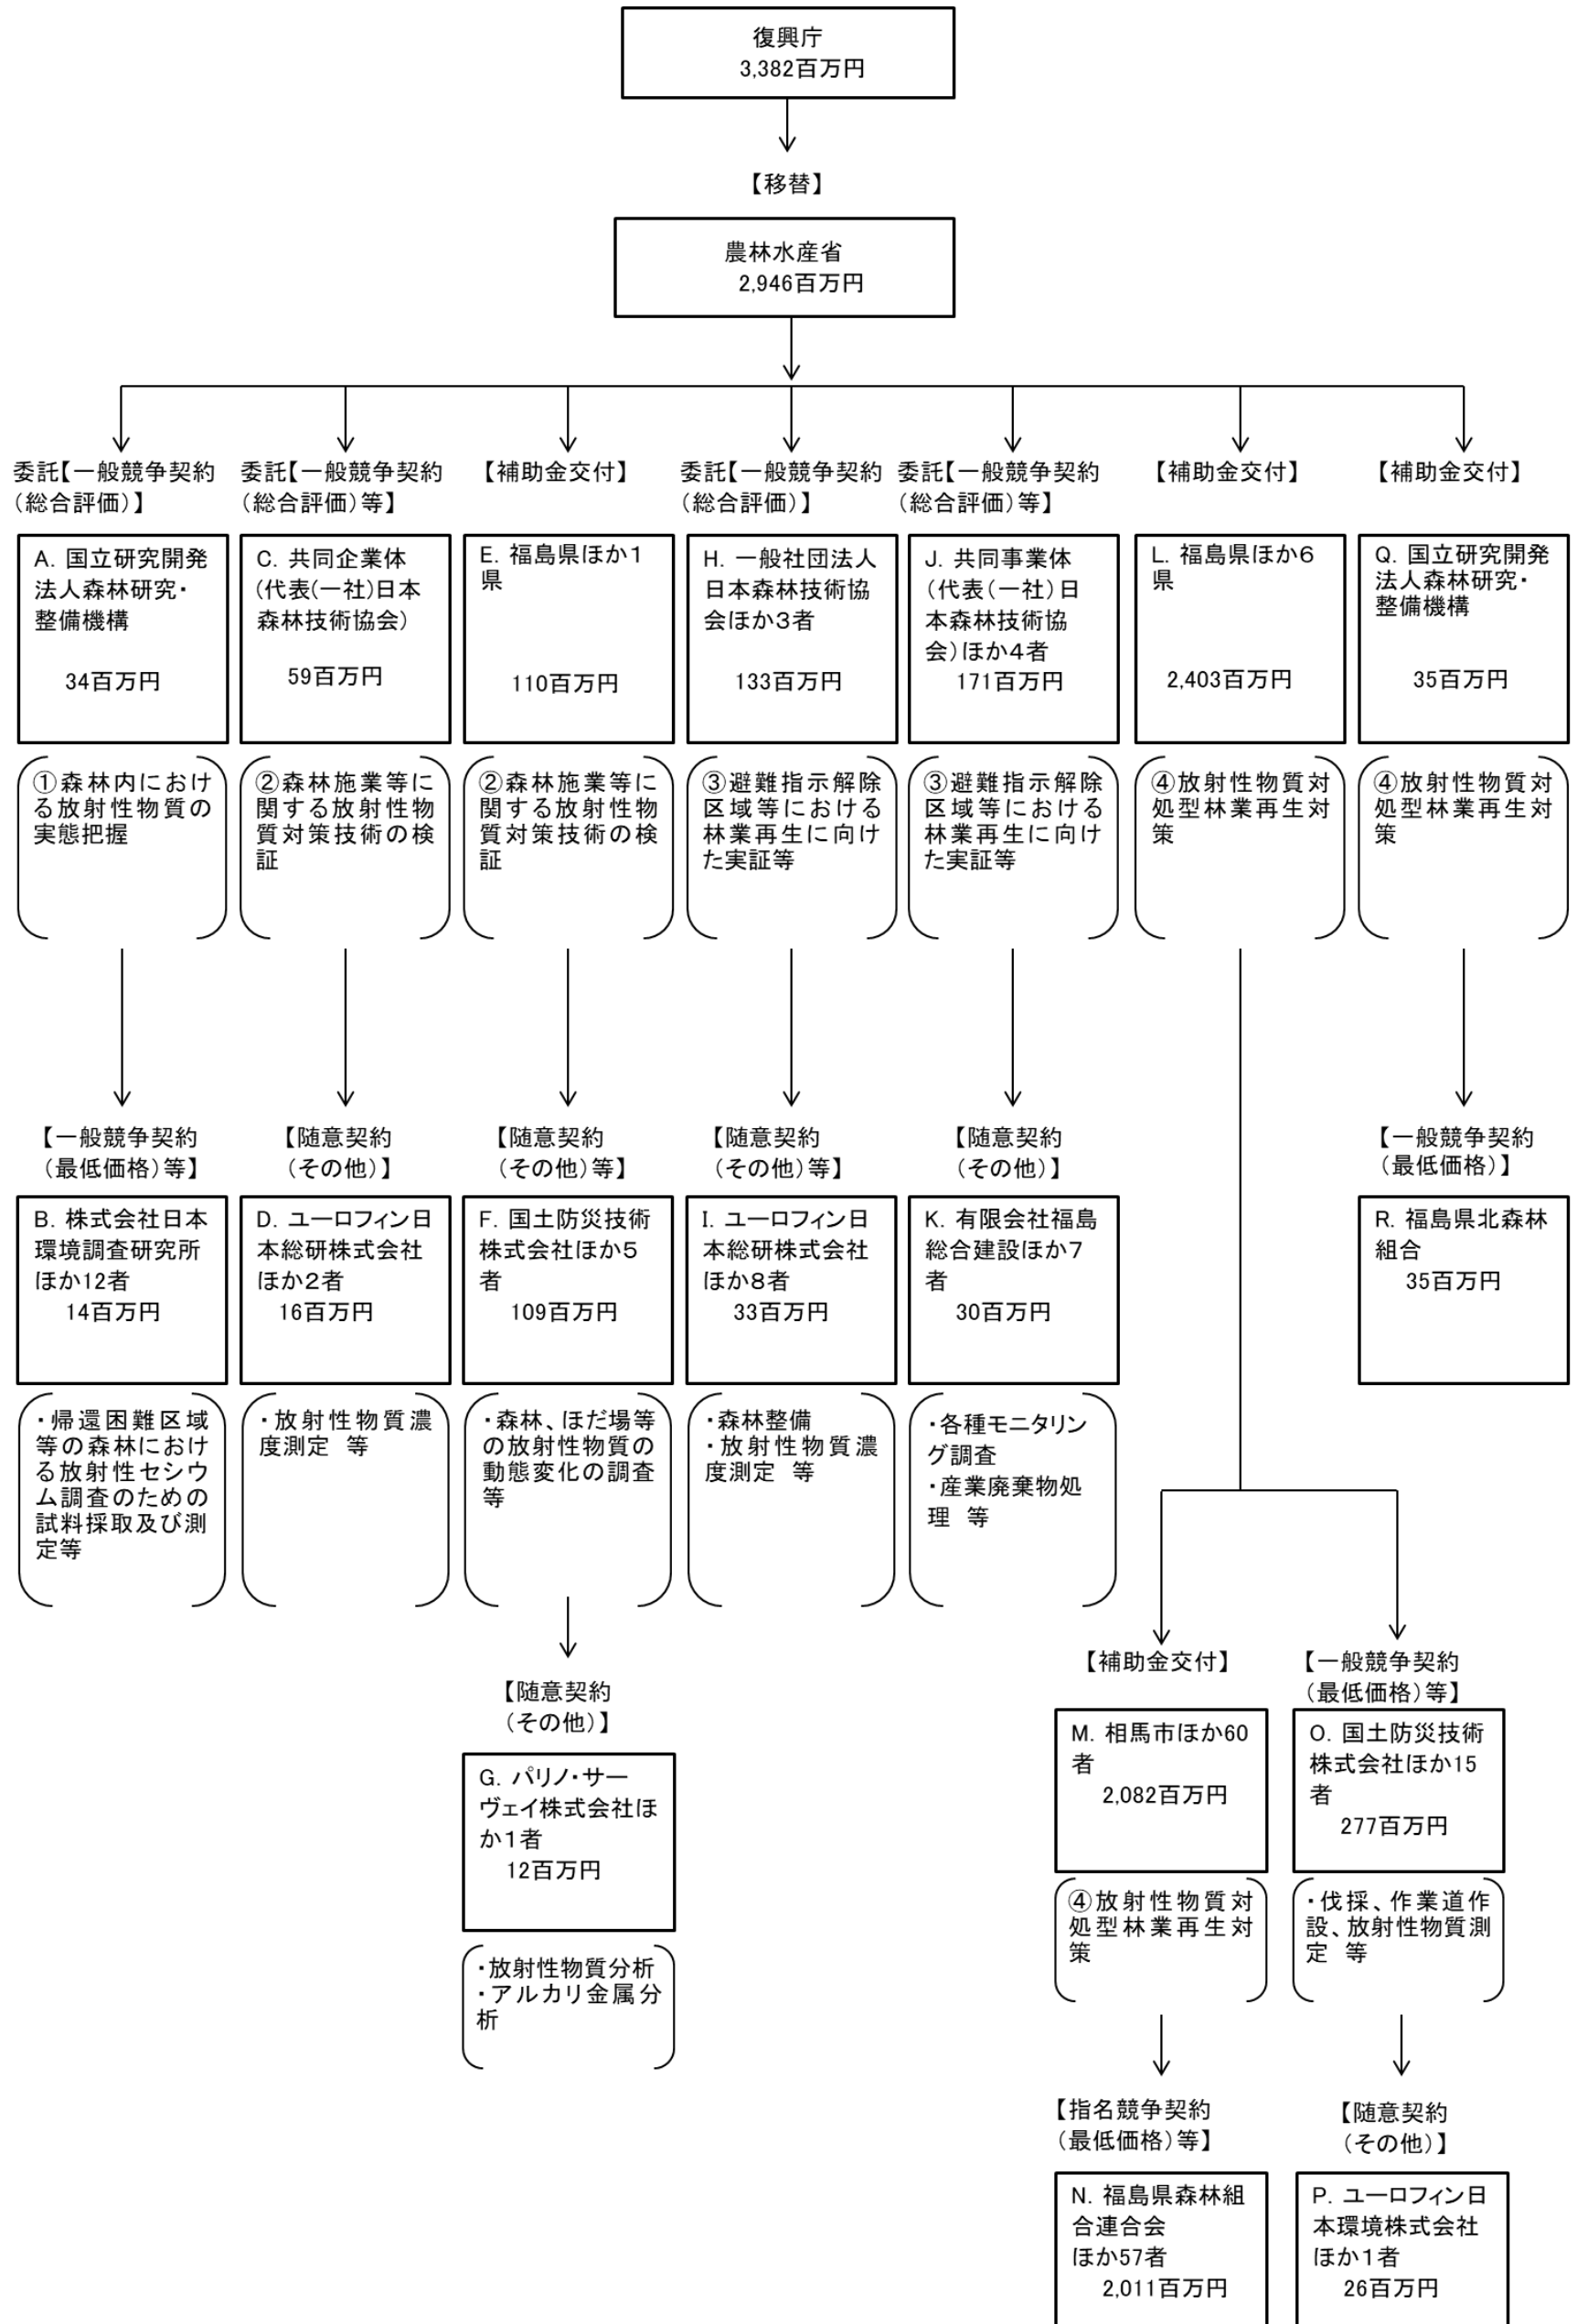 復興庁
3,382百万円
【移替】
農林水産省
2,946百万円
委託【一般競争契約
（総合評価）】
委託【一般競争契約
（総合評価）等】
【補助金交付】
委託【一般競争契約
（総合評価）】
委託【一般競争契約
（総合評価）等】
【補助金交付】
【補助金交付】
A. 国立研究開発
法人森林研究・
整備機構
34百万円
C. 共同企業体
(代表(一社)日本
森林技術協会）
59百万円
E. 福島県ほか１
県
110百万円
H. 一般社団法人
日本森林技術協
会ほか３者
133百万円
J. 共同事業体
（代表（一社）日
本森林技術協
会）ほか４者
171百万円
L. 福島県ほか６
県
2,403百万円
Q. 国立研究開発
法人森林研究・
整備機構
35百万円
①森林内におけ
る放射性物質の
実態把握
②森林施業等に
関する放射性物
質対策技術の検
証
②森林施業等に
関する放射性物
質対策技術の検
証
③避難指示解除
区域等における
林業再生に向け
た実証等
③避難指示解除
区域等における
林業再生に向け
た実証等
④放射性物質対
処型林業再生対
策
④放射性物質対
処型林業再生対
策
【一般競争契約
（最低価格）等】
【随意契約
（その他）】
【随意契約
（その他）等】
【随意契約
（その他）等】
【随意契約
（その他）】
【一般競争契約
（最低価格）】
B. 株式会社日本
環境調査研究所
ほか12者
14百万円
D. ユーロフィン日
本総研株式会社
ほか２者
16百万円
F. 国土防災技術
株式会社ほか５
者
109百万円
I. ユーロフィン日
本総研株式会社
ほか８者
33百万円
K. 有限会社福島
総合建設ほか７
者
30百万円
R. 福島県北森林
組合
35百万円
・帰還困難区域
等の森林におけ
る放射性セシウ
ム調査のための
試料採取及び測
定等
・放射性物質濃
度測定　等
・森林、ほだ場等
の放射性物質の
動態変化の調査
等
・森林整備
・放射性物質濃
度測定　等
・各種モニタリン
グ調査
・産業廃棄物処
理　等
【随意契約
（その他）】
G. パリノ・サー
ヴェイ株式会社ほ
か１者
12百万円
・放射性物質分析
・アルカリ金属分
析
【補助金交付】
【一般競争契約
（最低価格）等】
M. 相馬市ほか60
者
2,082百万円
O. 国土防災技術
株式会社ほか15
者
277百万円
④放射性物質対
処型林業再生対
策
・伐採、作業道作
設、放射性物質測
定　等
【指名競争契約
（最低価格）等】
【随意契約
（その他）】
N. 福島県森林組
合連合会
ほか57者
2,011百万円
P. ユーロフィン日
本環境株式会社
ほか１者
26百万円